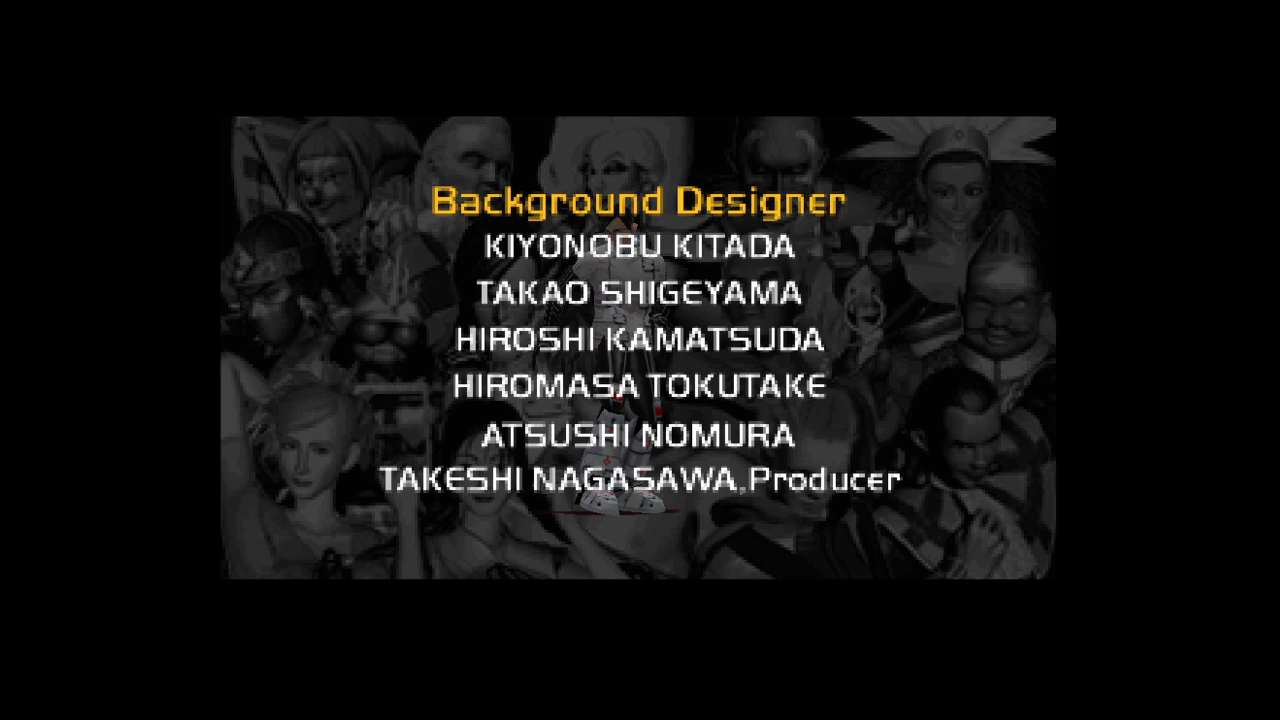 Background Designer
KIYONOBU KITADA
TAKAO SHIGEYAMA
HIROSHI KAMATSUDA
HIROMASA TOKUTAKE
ATSUSHI NOMURA
TAKESHI NAGASAWA,Producer